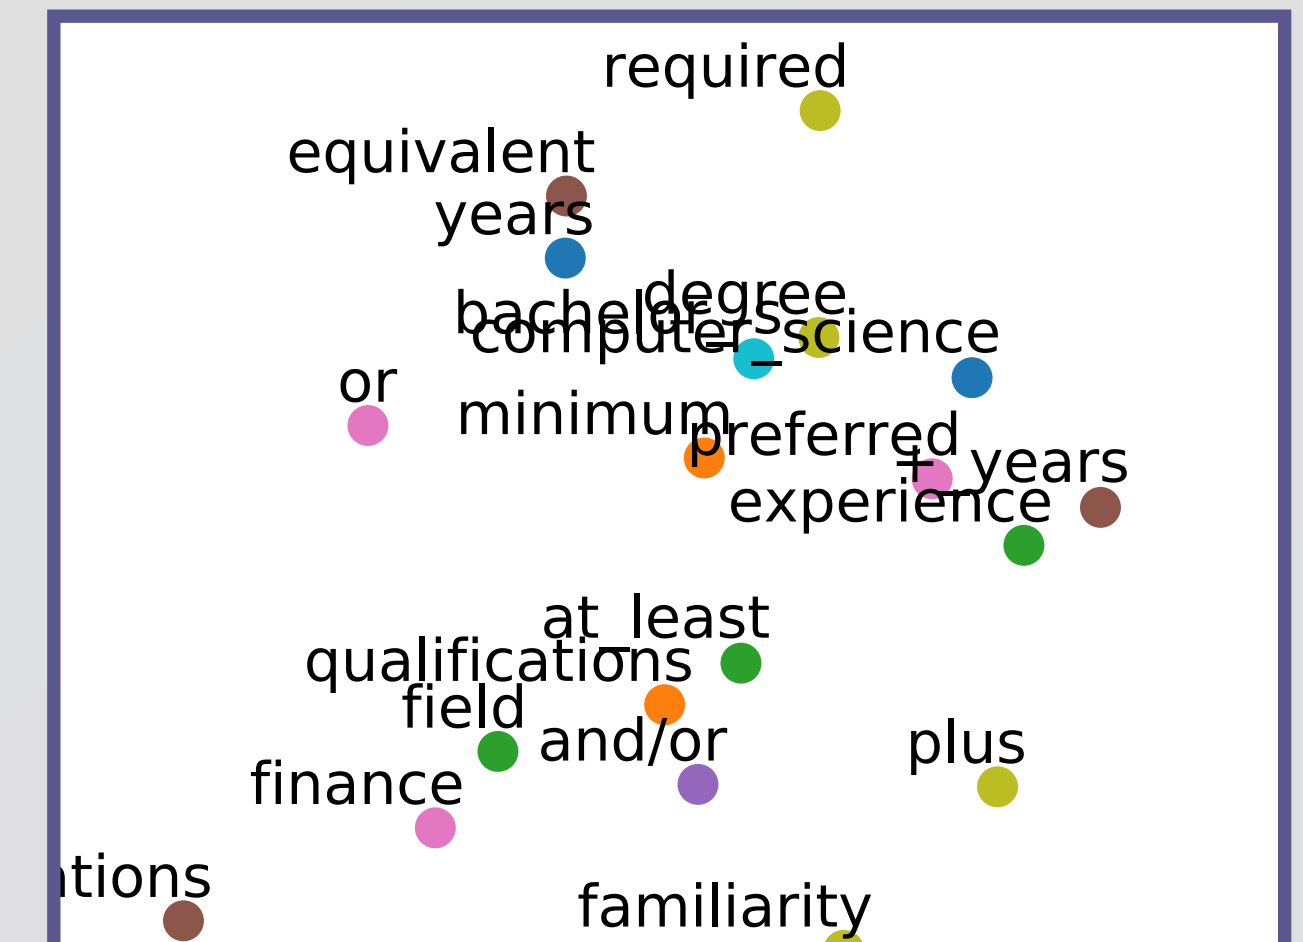 required
equivalent
years
degree
bachelor_s
computer_science
or
minimum
preferred
+_years
experience
at_least
qualifications
field
and/or
plus
finance
tions
familiarity